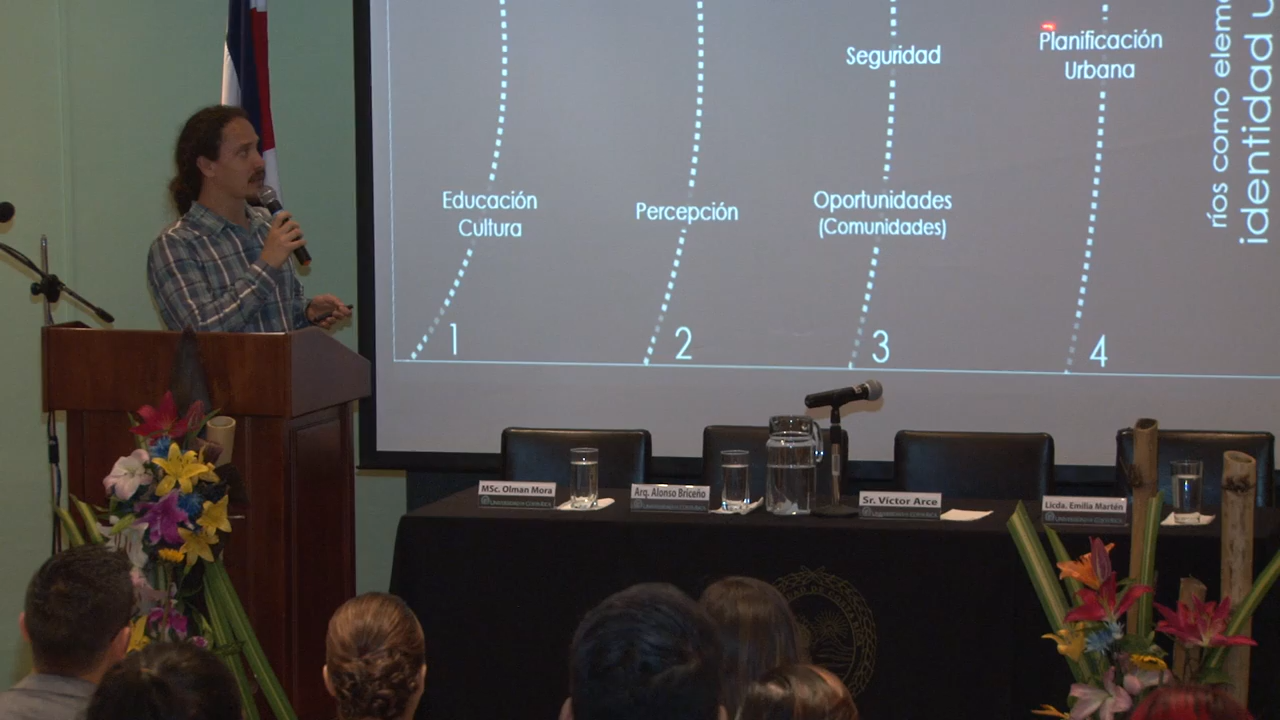 Seguridad
Planificación
Urbana
Educación
Cultura
Percepción
Oportunidades
(Comunidades)
ríos como elem
identidad u
1
2
3
4
MSc. Olman Mora
Arq. Alonso Briceño
Sr. Víctor Arce
Licda. Emilia Martén